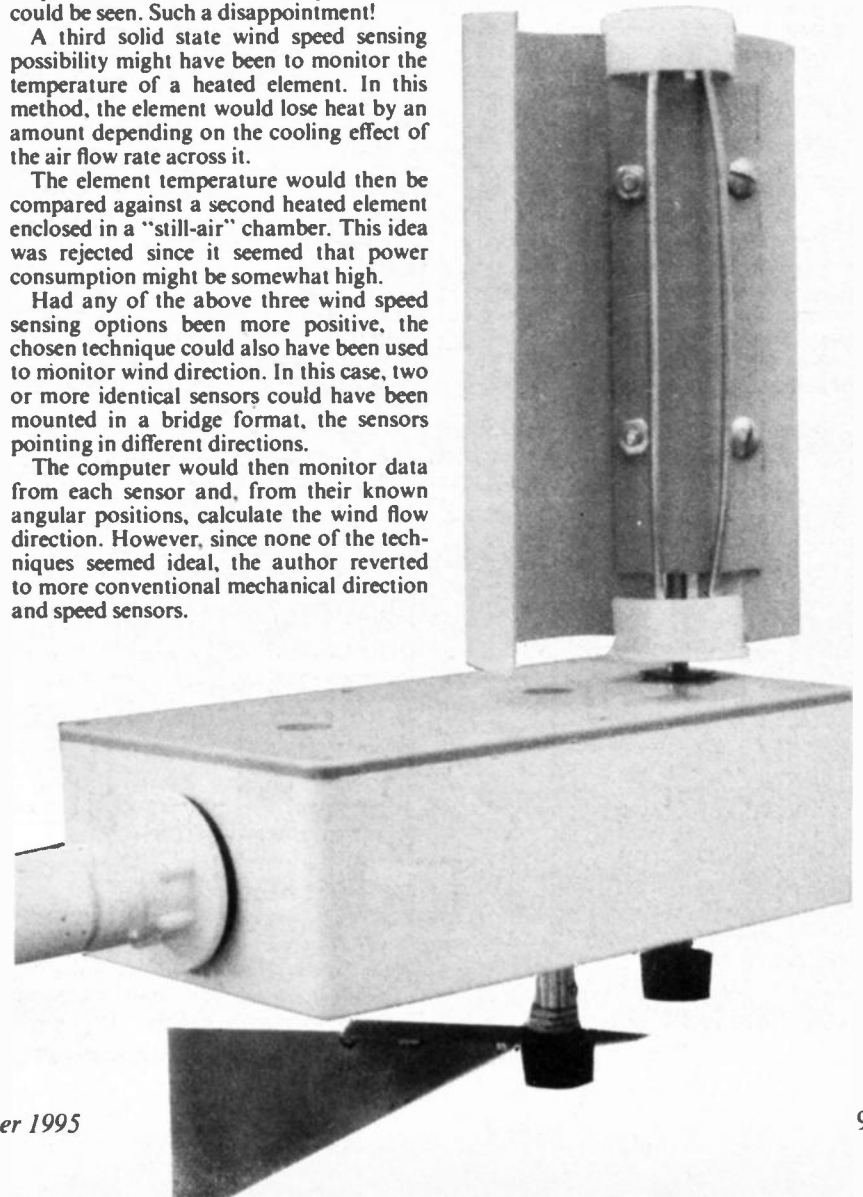 could be seen. Such a disappointment!
A third solid state wind speed sensing
possibility might have been to monitor the
temperature of a heated element. In this
method, the element would lose heat by an
amount depending on the cooling effect of
the air flow rate across it.
The element temperature would then be
compared against a second heated element
enclosed in a "still-air" chamber. This idea
was rejected since it seemed that power
consumption might be somewhat high.
Had any of the above three wind speed
sensing options been more positive, the
chosen technique could also have been used
to monitor wind direction. In this case, two
or more identical sensors could have been
mounted in a bridge format, the sensors
pointing in different directions.
The computer would then monitor data
from each sensor and, from their known
angular positions, calculate the wind flow
direction. However, since none of the tech-
niques seemed ideal, the author reverted
to more conventional mechanical direction
and speed sensors.
er 1995
9